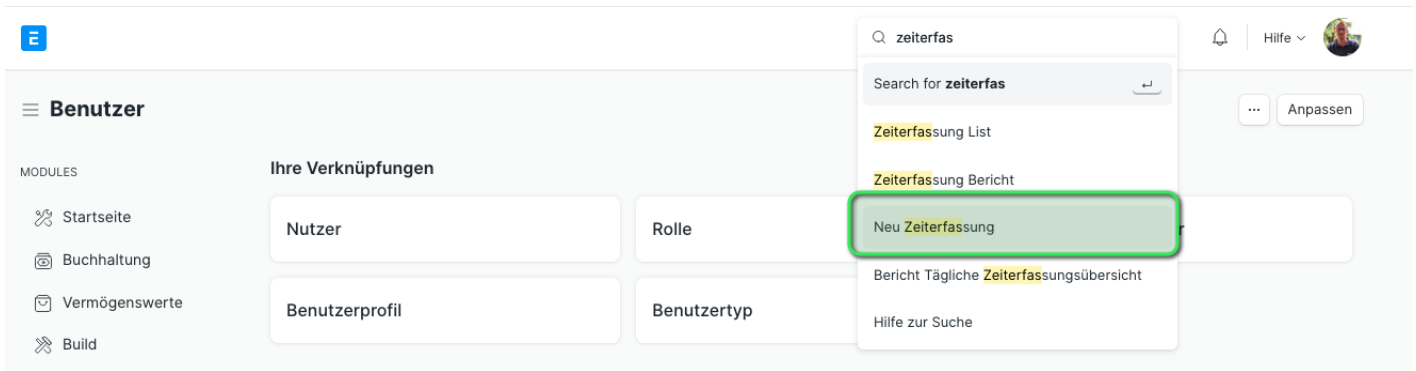 E
zeiterfas
Hilfe
Search for zeiterfas
Benutzer
...
Anpassen
Zeiterfassung List
MODULES
Ihre Verknüpfungen
Zeiterfassung Bericht
Startseite
Nutzer
Rolle
Neu Zeiterfassung
r
Buchhaltung
Bericht Tägliche Zeiterfassungsübersicht
Vermögenswerte
Benutzerprofil
Benutzertyp
Hilfe zur Suche
Build